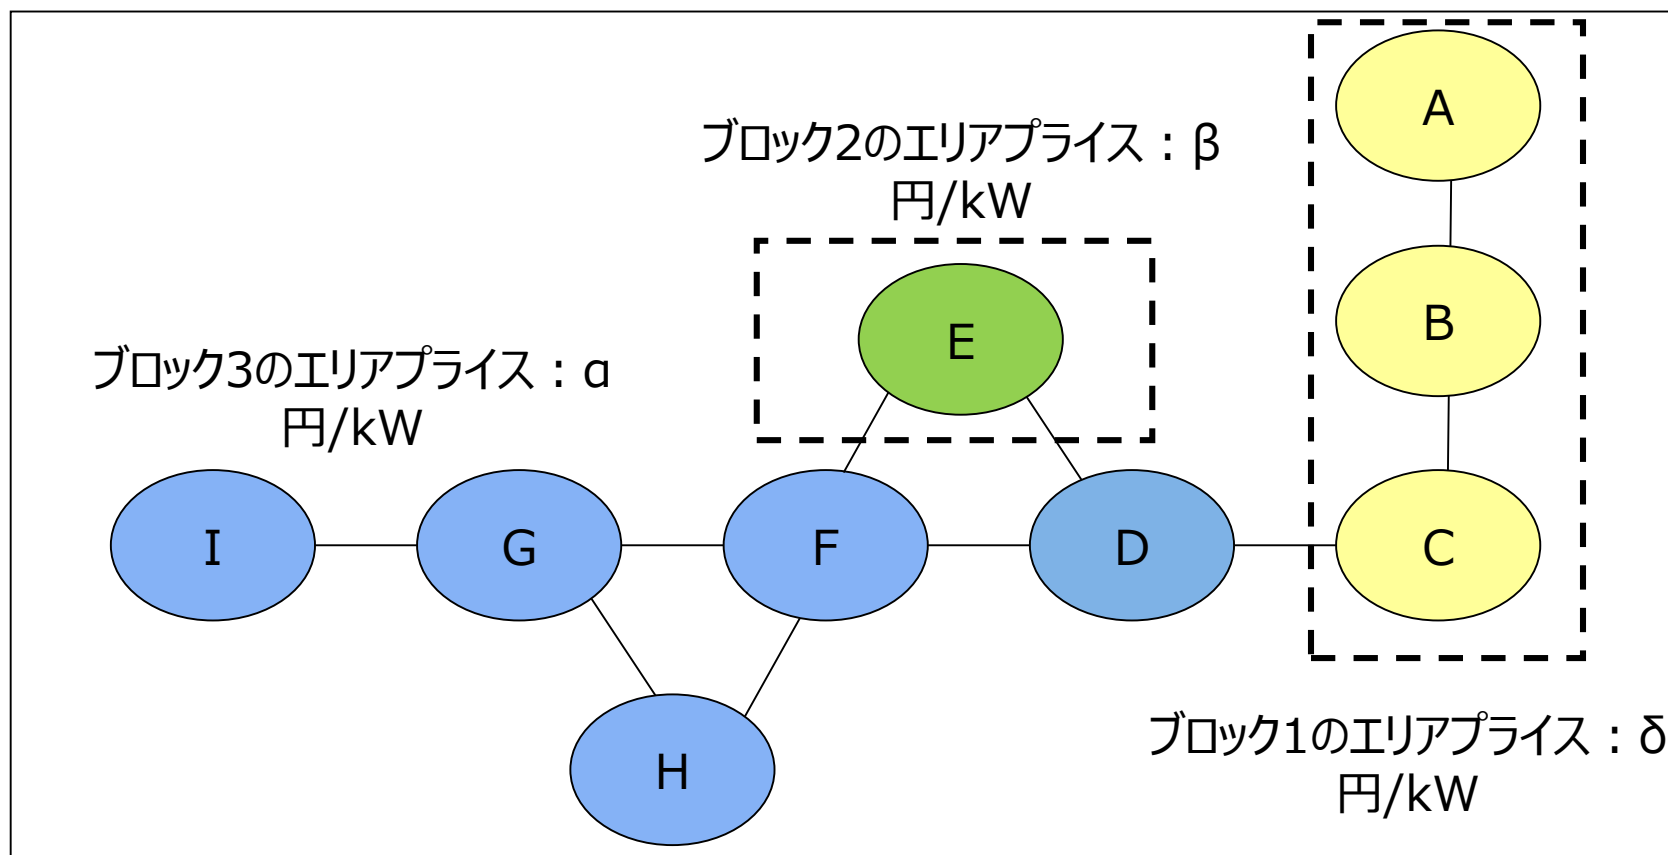 A
ブロック2のエリアプライス：β
円/kW
B
E
ブロック3のエリアプライス：α
円/kW
I
G
F
D
C
ブロック1のエリアプライス：δ
円/kW
H